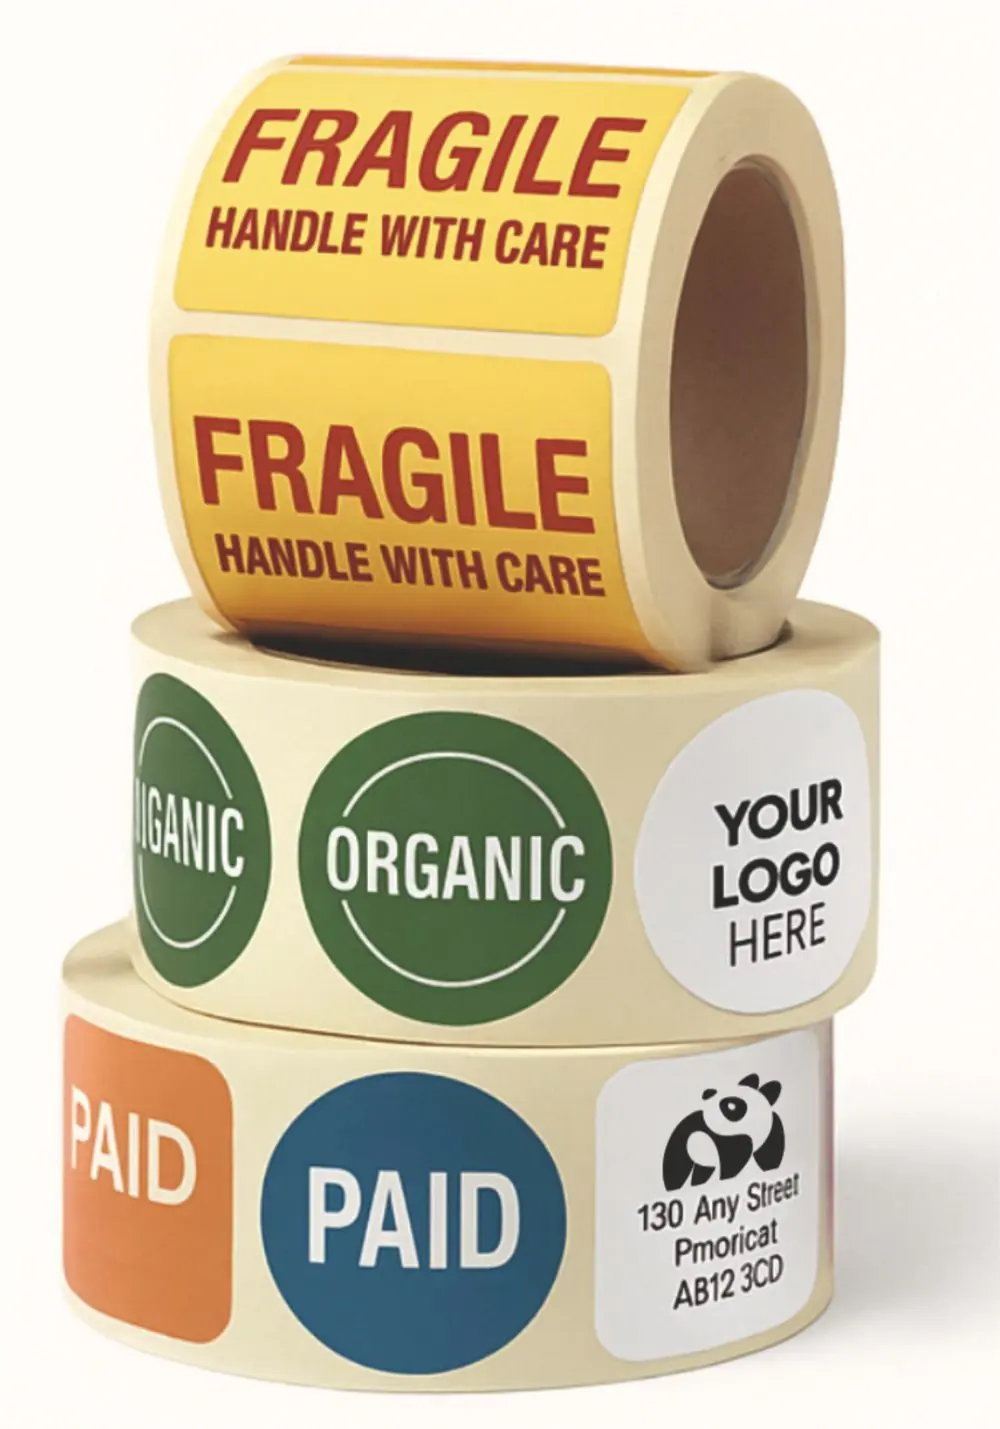 FRAGILE
HANDLE WITH CARE
FRAGILE
HANDLE WITH CARE
ORGANIC
YOUR
LOGO
HERE
PAID
PAID
130 Any Street
Pmoricat
AB12 3CD